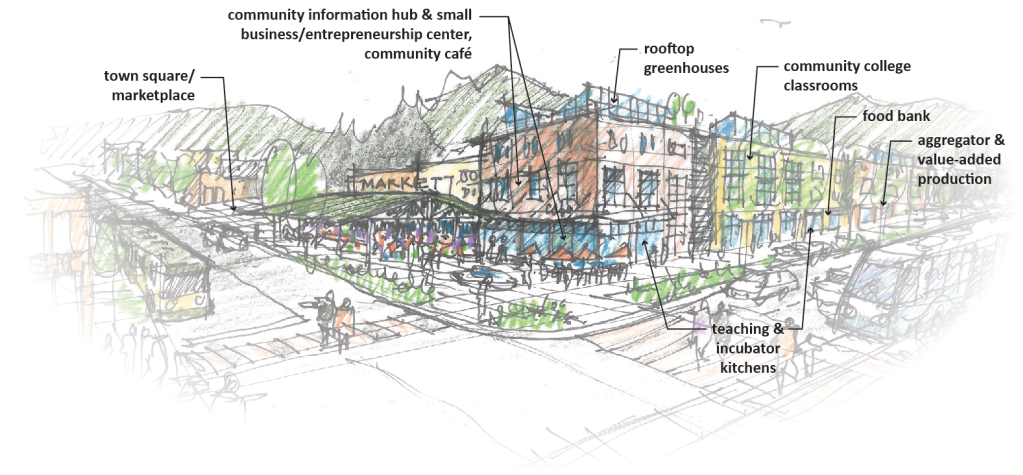 community information hub & small
business/entrepreneurship center,
community café
rooftop
greenhouses
community college
classrooms
town square/
marketplace
food bank
aggregator &
value-added
production
MARKET
teaching &
incubator
kitchens